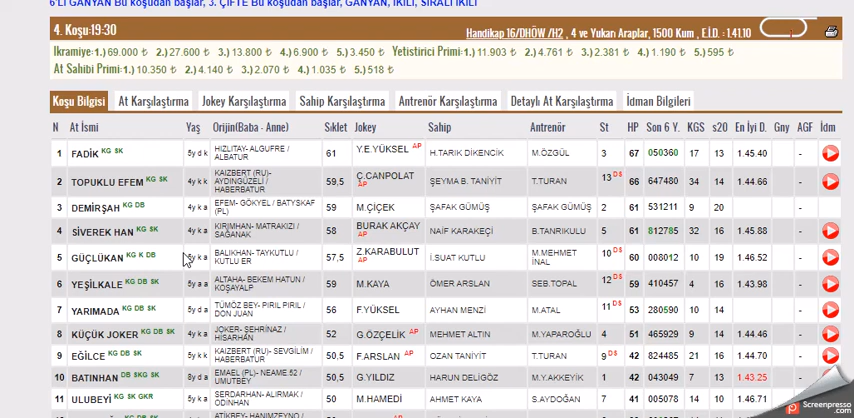 6'LI GANYAN Bu koşudan başlar, 3. ÇİFTE Bu koşudan başlar, GANYAN, İKİLİ, SIRALI İKİLİ
4. Koşu:19:30 Handikap 16/DHÖW /H2 , 4 ve Yukarı Araplar, 1500 Kum , E.İ.D. : 1.41.10
İkramiye:1.) 69.000 ₺ 2.) 27.600 ₺ 3.) 13.800 ₺ 4.) 6.900 ₺ 5.) 3.450 ₺ Yetistirici Primi:1.) 11.903 ₺ 2.) 4.761 ₺ 3.) 2.381 ₺ 4.) 1.190 ₺ 5.) 595 ₺
At Sahibi Primi:1.) 10.350 ₺ 2.) 4.140 ₺ 3.) 2.070 ₺ 4.) 1.035 ₺ 5.) 518 ₺
Koşu Bilgisi At Karşılaştırma Jokey Karşılaştırma Sahip Karşılaştırma Antrenör Karşılaştırma Detaylı At Karşılaştırma İdman Bilgileri
N At İsmi Yaş Orijin(Baba - Anne) Sıklet Jokey Sahip Antrenör St HP Son 6 Y. KGS s20 En İyi D. Gny AGF İdm
1 FADİK KG SK 5y d k HIZLITAY- ALGUFRE / ALBATUR 61 Y.E.YÜKSEL AP H.TARIK DİKENCİK M.ÖZGÜL 3 67 050360 17 13 1.45.40 -
2 TOPUKLU EFEM KG SK 4y k k KAIZBERT (RU)- AYDINGÜZELİ / HABERBATUR 59,5 Ç.CANPOLAT AP ŞEYMA B. TANİYİT T.TURAN 13 DS 66 647480 34 14 1.44.66 -
3 DEMİRŞAH KG DB 4y k a EFEM- GÖKYEL / BATYSKAF (PL) 59 M.ÇİÇEK ŞAFAK GÜMÜŞ ŞAFAK GÜMÜŞ 2 61 531211 9 20 -
4 SİVEREK HAN KG SK 4y k a KIRIMHAN- MATRAKIZI / SAĞANAK 58 BURAK AKÇAY AP NAİF KARAKEÇİ B.TANRIKULU 5 61 812785 32 16 1.45.88 -
5 GÜÇLÜKAN KG K DB 5y k a BALIKHAN- TAYKUTLU / KUTLU ER 57,5 Z.KARABULUT AP İ.SUAT KUTLU M.MEHMET İNAL 10 DS 60 008012 10 19 1.46.52 -
6 YEŞİLKALE KG DB SK 5y a a ALTAHA- BEKEM HATUN / KOŞAYALP 59 M.KAYA ÖMER ARSLAN SEB.TOPAL 12 DS 59 410457 4 16 1.43.98 -
7 YARIMADA KG DB SK 5y d a TÜMÖZ BEY- PIRIL PIRIL / DON JUAN 56 F.YÜKSEL AYHAN MENZİ M.ATAL 11 DS 53 280590 10 14 -
8 KÜÇÜK JOKER KG DB SK 4y k a JOKER- ŞEHRİNAZ / HİSARHAN 52 G.ÖZÇELİK AP MEHMET ALTIN M.YAPAROĞLU 4 51 465929 9 14 1.44.46 -
9 EĞİLCE KG DB SK 5y k k KAIZBERT (RU)- SEVGİLİM / HABERBATUR 50,5 F.ARSLAN AP OZAN TANİYİT T.TURAN 9 DS 42 824485 21 16 1.44.70 -
10 BATINHAN DB SKG SK 8y d a EMAEL (PL)- NEAME.52 / UMUTBEY 50,5 G.YILDIZ HARUN DELİGÖZ M.Y.AKKEYİK 1 42 043049 7 13 1.43.25 -
11 ULUBEYİ KG SK GKR 5y k a SERDARHAN- ALIRMAK / ODINHAN 50 M.HAMEDİ AHMET KAYA S.AYDOĞAN 7 41 005078 14 10 1.46.71 -
Screenpresso.com